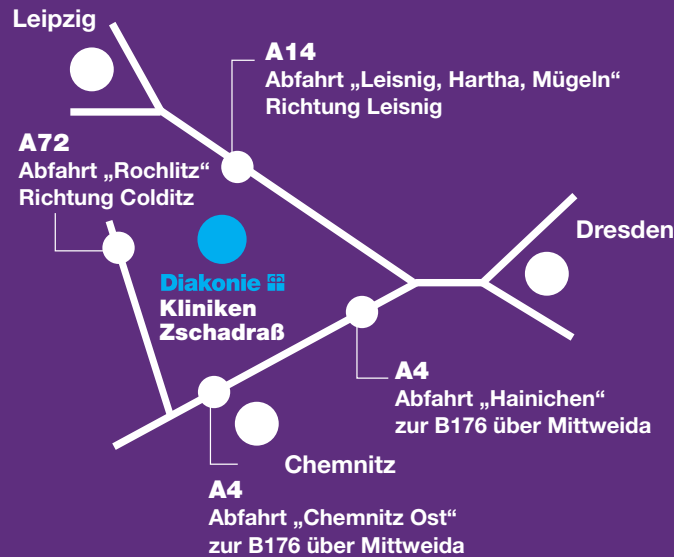 Leipzig
A14
Abfahrt „Leisnig, Hartha, Mügeln“
Richtung Leisnig
A72
Abfahrt „Rochlitz“
Richtung Colditz
Dresden
Diakonie
Kliniken
Zschadraß
A4
Abfahrt „Hainichen“
zur B176 über Mittweida
Chemnitz
A4
Abfahrt „Chemnitz Ost“
zur B176 über Mittweida